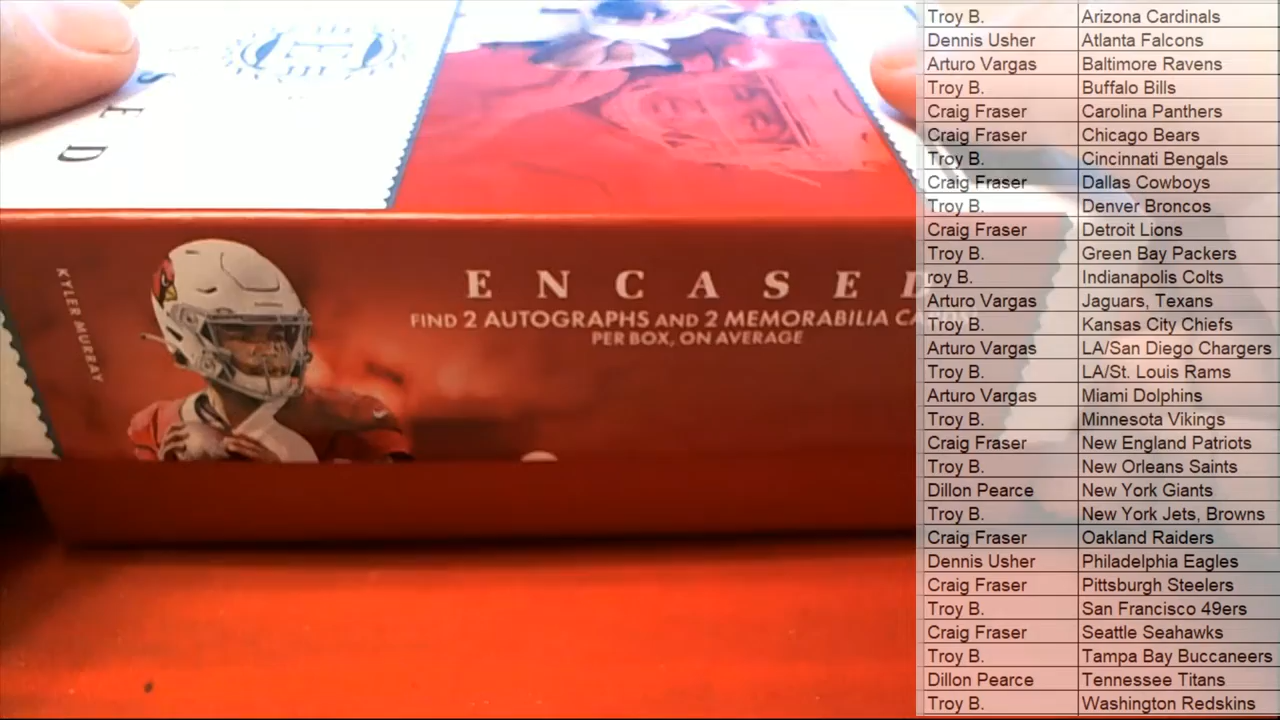 S E D
KYLER MURRAY
ENCASED
FIND 2 AUTOGRAPHS AND 2 MEMORABILIA
PER BOX, ON AVERAGE
Troy B. Arizona Cardinals
Dennis Usher Atlanta Falcons
Arturo Vargas Baltimore Ravens
Troy B. Buffalo Bills
Craig Fraser Carolina Panthers
Craig Fraser Chicago Bears
Troy B. Cincinnati Bengals
Craig Fraser Dallas Cowboys
Troy B. Denver Broncos
Craig Fraser Detroit Lions
Troy B. Green Bay Packers
roy B. Indianapolis Colts
Arturo Vargas Jaguars, Texans
Troy B. Kansas City Chiefs
Arturo Vargas LA/San Diego Chargers
Troy B. LA/St. Louis Rams
Arturo Vargas Miami Dolphins
Troy B. Minnesota Vikings
Craig Fraser New England Patriots
Troy B. New Orleans Saints
Dillon Pearce New York Giants
Troy B. New York Jets, Browns
Craig Fraser Oakland Raiders
Dennis Usher Philadelphia Eagles
Craig Fraser Pittsburgh Steelers
Troy B. San Francisco 49ers
Craig Fraser Seattle Seahawks
Troy B. Tampa Bay Buccaneers
Dillon Pearce Tennessee Titans
Troy B. Washington Redskins